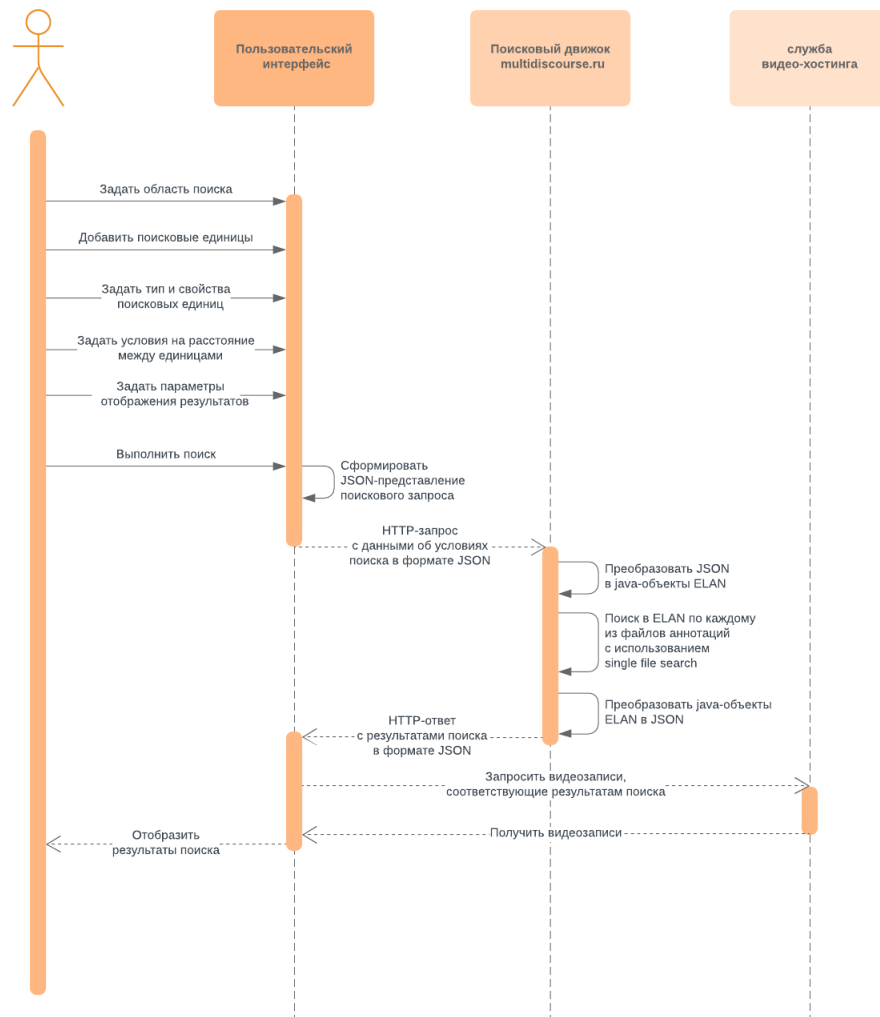 Пользовательский
интерфейс
Поисковый движок
multidiscourse.ru
служба
видео-хостинга
Задать область поиска
Добавить поисковые единицы
Задать тип и свойства
поисковых единиц
Задать условия на расстояние
между единицами
Задать параметры
отображения результатов
Выполнить поиск
Сформировать
JSON-представление
поискового запроса
HTTP-запрос
с данными об условиях
поиска в формате JSON
Преобразовать JSON
в java-объекты ELAN
Поиск в ELAN по каждому
из файлов аннотаций
с использованием
single file search
Преобразовать java-объекты
ELAN в JSON
HTTP-ответ
с результатами поиска
в формате JSON
Запросить видеозаписи,
соответствующие результатам поиска
Получить видеозаписи
Отобразить
результаты поиска